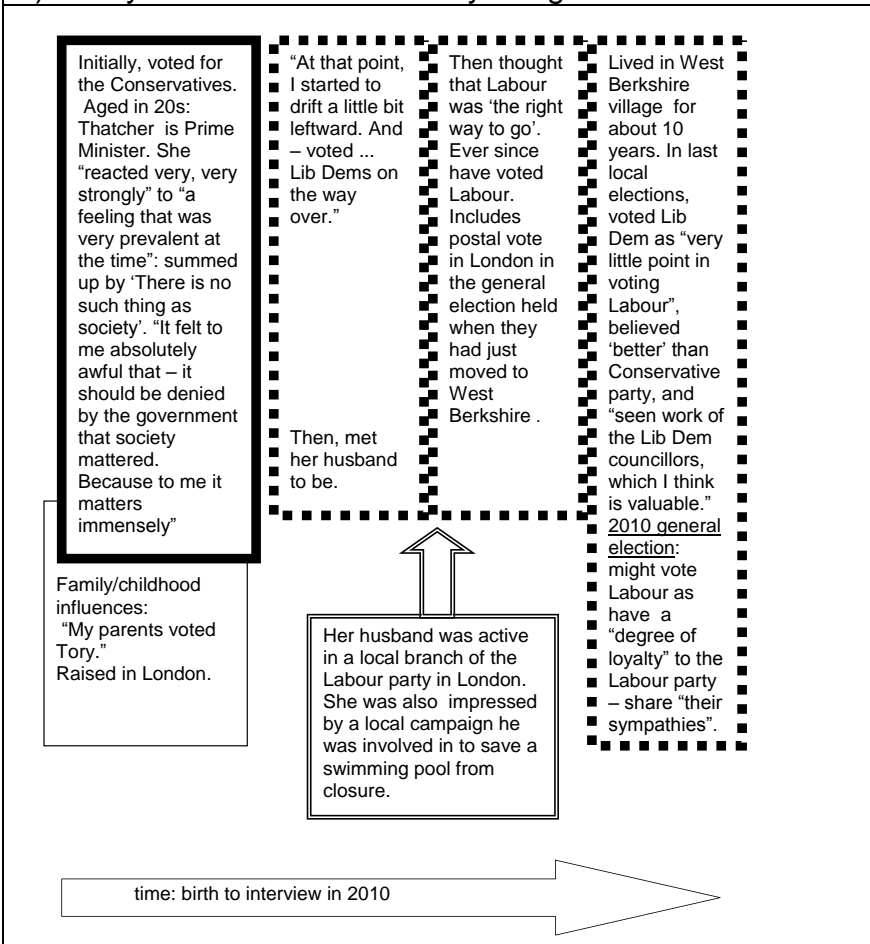 Initially, voted for
the Conservatives.
Aged in 20s:
Thatcher is Prime
Minister. She
“reacted very, very
strongly” to “a
feeling that was
very prevalent at
the time”: summed
up by ‘There is no
such thing as
society’. “It felt to
me absolutely
awful that – it
should be denied
by the government
that society
mattered.
Because to me it
matters
immensely”
Family/childhood
influences:
“My parents voted
Tory.”
Raised in London.
“At that point,
I started to
drift a little bit
leftward. And
– voted ...
Lib Dems on
the way
over.”
Then, met
her husband
to be.
Then thought
that Labour
was ‘the right
way to go’.
Ever since
have voted
Labour.
Includes
postal vote
in London in
the general
election held
when they
had just
moved to
West
Berkshire .
Her husband was active
in a local branch of the
Labour party in London.
She was also impressed
by a local campaign he
was involved in to save a
swimming pool from
closure.
Lived in West
Berkshire
village for
about 10
years. In last
local
elections,
voted Lib
Dem as “very
little point in
voting
Labour”,
believed
‘better’ than
Conservative
party, and
“seen work of
the Lib Dem
councillors,
which I think
is valuable.”
2010 general
election:
might vote
Labour as
have a
“degree of
loyalty” to the
Labour party
– share “their
sympathies”.
time: birth to interview in 2010